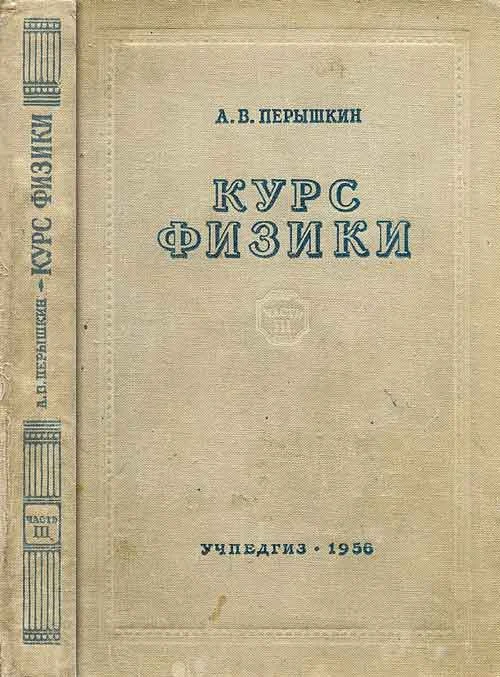 А. В. ПЕРЫШКИН
КУРС
ФИЗИКИ
ЧАСТЬ
III
УЧПЕДГИЗ • 1956
А.В. ПЕРЫШКИН – КУРС ФИЗИКИ
ЧАСТЬ
III